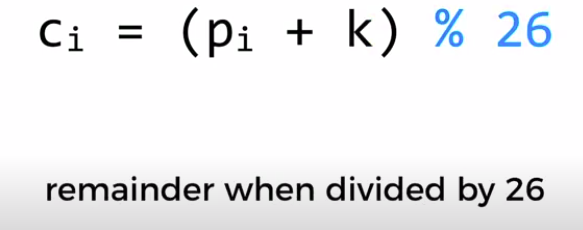 cᵢ = (pᵢ + k) % 26
remainder when divided by 26